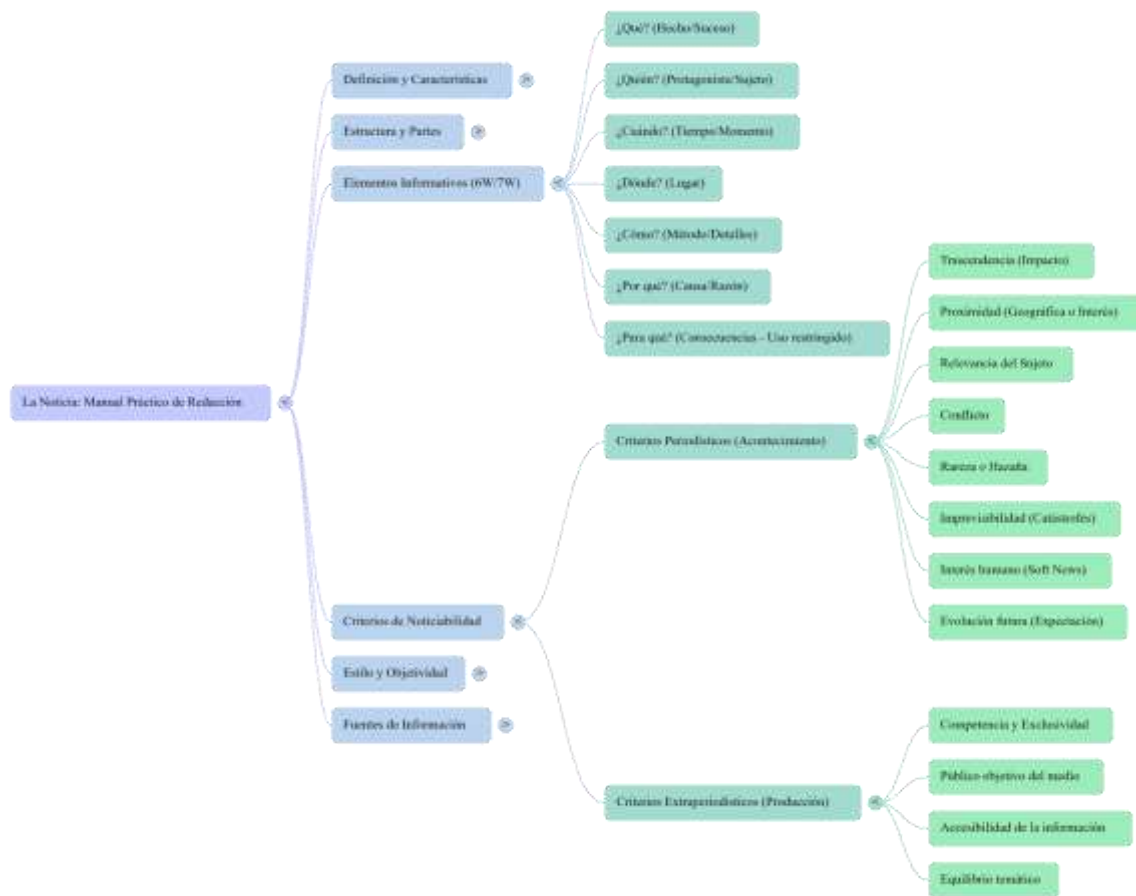 La Noticia: Manual Práctico de Redacción
Definición y Características
Estructura y Partes
Elementos Informativos (6W/7W)
¿Qué? (Hecho/Suceso)
¿Quién? (Protagonista/Sujeto)
¿Cuándo? (Tiempo/Momento)
¿Dónde? (Lugar)
¿Cómo? (Método/Detalles)
¿Por qué? (Causa/Razón)
¿Para qué? (Consecuencias - Uso restringido)
Criterios de Noticiabilidad
Criterios Periodísticos (Acontecimiento)
Trascendencia (Impacto)
Proximidad (Geográfica o Interés)
Relevancia del Sujeto
Conflicto
Rareza o Hazaña
Imprevisibilidad (Catástrofes)
Interés humano (Soft News)
Evolución futura (Expectación)
Criterios Extraperiodísticos (Producción)
Competencia y Exclusividad
Público objetivo del medio
Accesibilidad de la información
Equilibrio temático
Estilo y Objetividad
Fuentes de Información